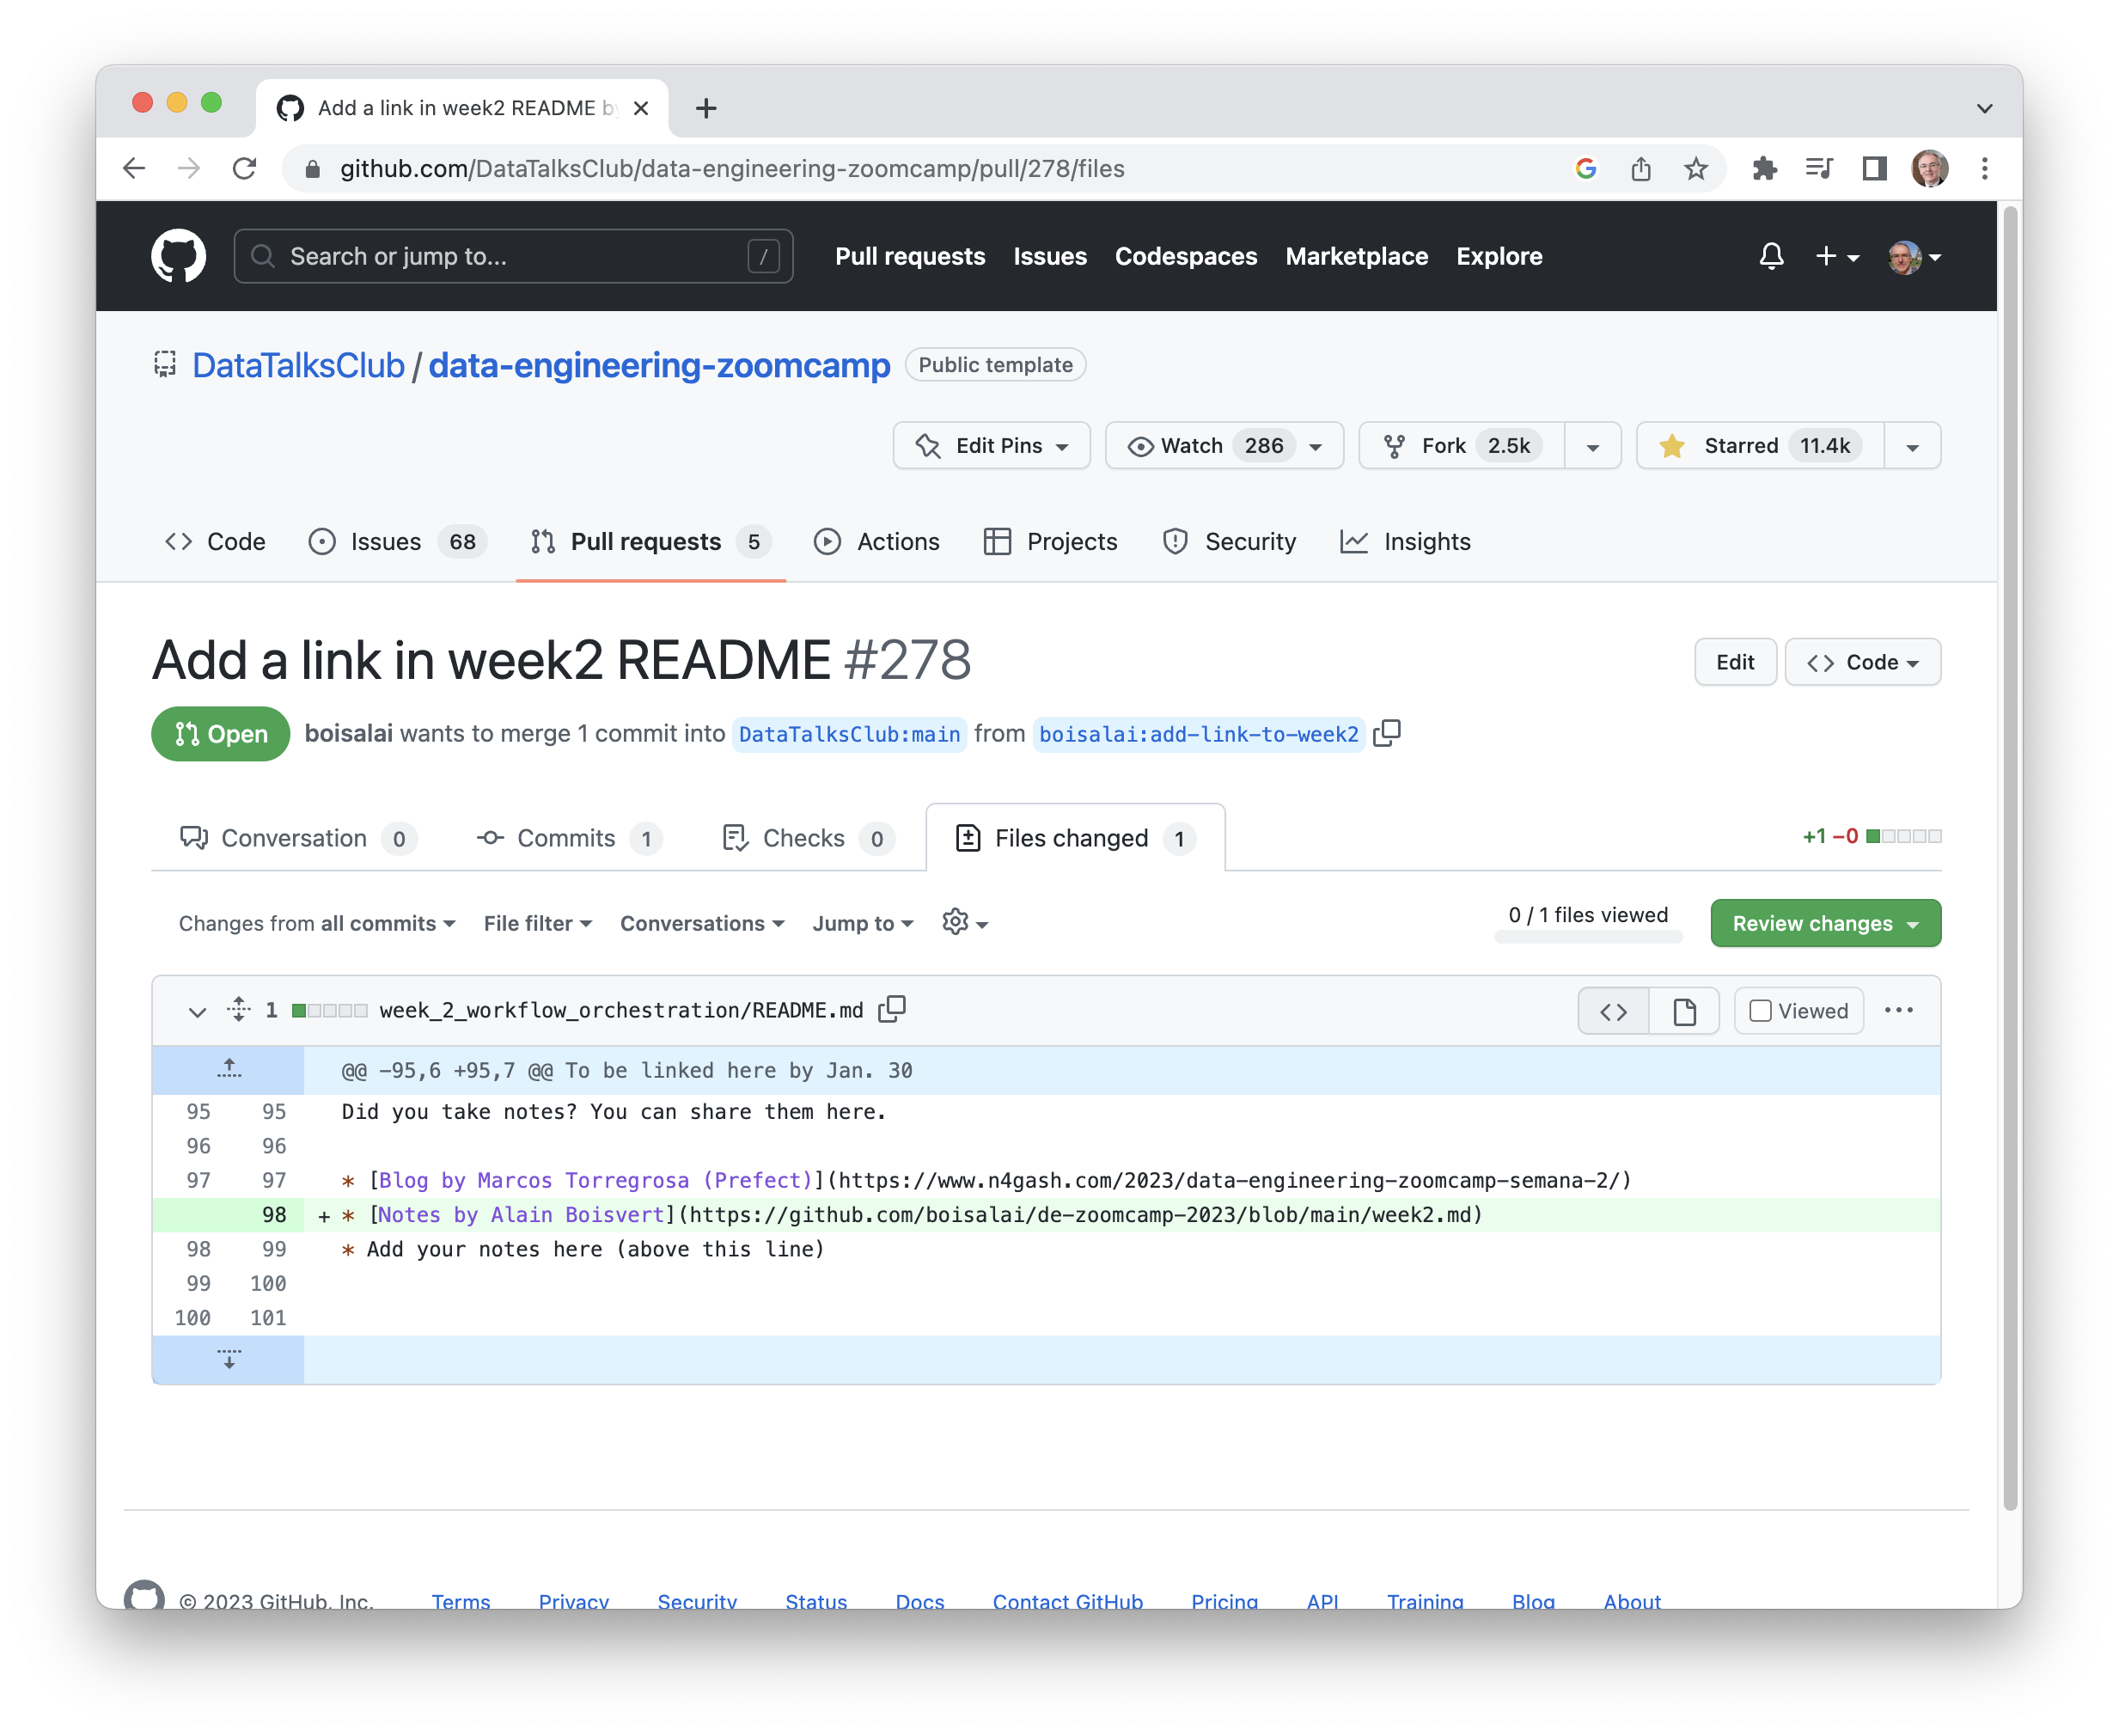 Add a link in week2 README by
github.com/DataTalksClub/data-engineering-zoomcamp/pull/278/files
Search or jump to... / Pull requests Issues Codespaces Marketplace Explore
DataTalksClub / data-engineering-zoomcamp Public template
Edit Pins Watch 286 Fork 2.5k Starred 11.4k
Code Issues 68 Pull requests 5 Actions Projects Security Insights
Add a link in week2 README #278 Edit <> Code
Open boisalai wants to merge 1 commit into DataTalksClub:main from boisalai:add-link-to-week2
Conversation 0 Commits 1 Checks 0 Files changed 1 +1 −0
Changes from all commits File filter Conversations Jump to 0 / 1 files viewed Review changes
1 week_2_workflow_orchestration/README.md <> Viewed ...
@@ -95,6 +95,7 @@ To be linked here by Jan. 30
95 95 Did you take notes? You can share them here.
96 96
97 97 * [Blog by Marcos Torregrosa (Prefect)](https://www.n4gash.com/2023/data-engineering-zoomcamp-semana-2/)
98 + * [Notes by Alain Boisvert](https://github.com/boisalai/de-zoomcamp-2023/blob/main/week2.md)
98 99 * Add your notes here (above this line)
99 100
100 101
© 2023 GitHub, Inc. Terms Privacy Security Status Docs Contact GitHub Pricing API Training Blog About